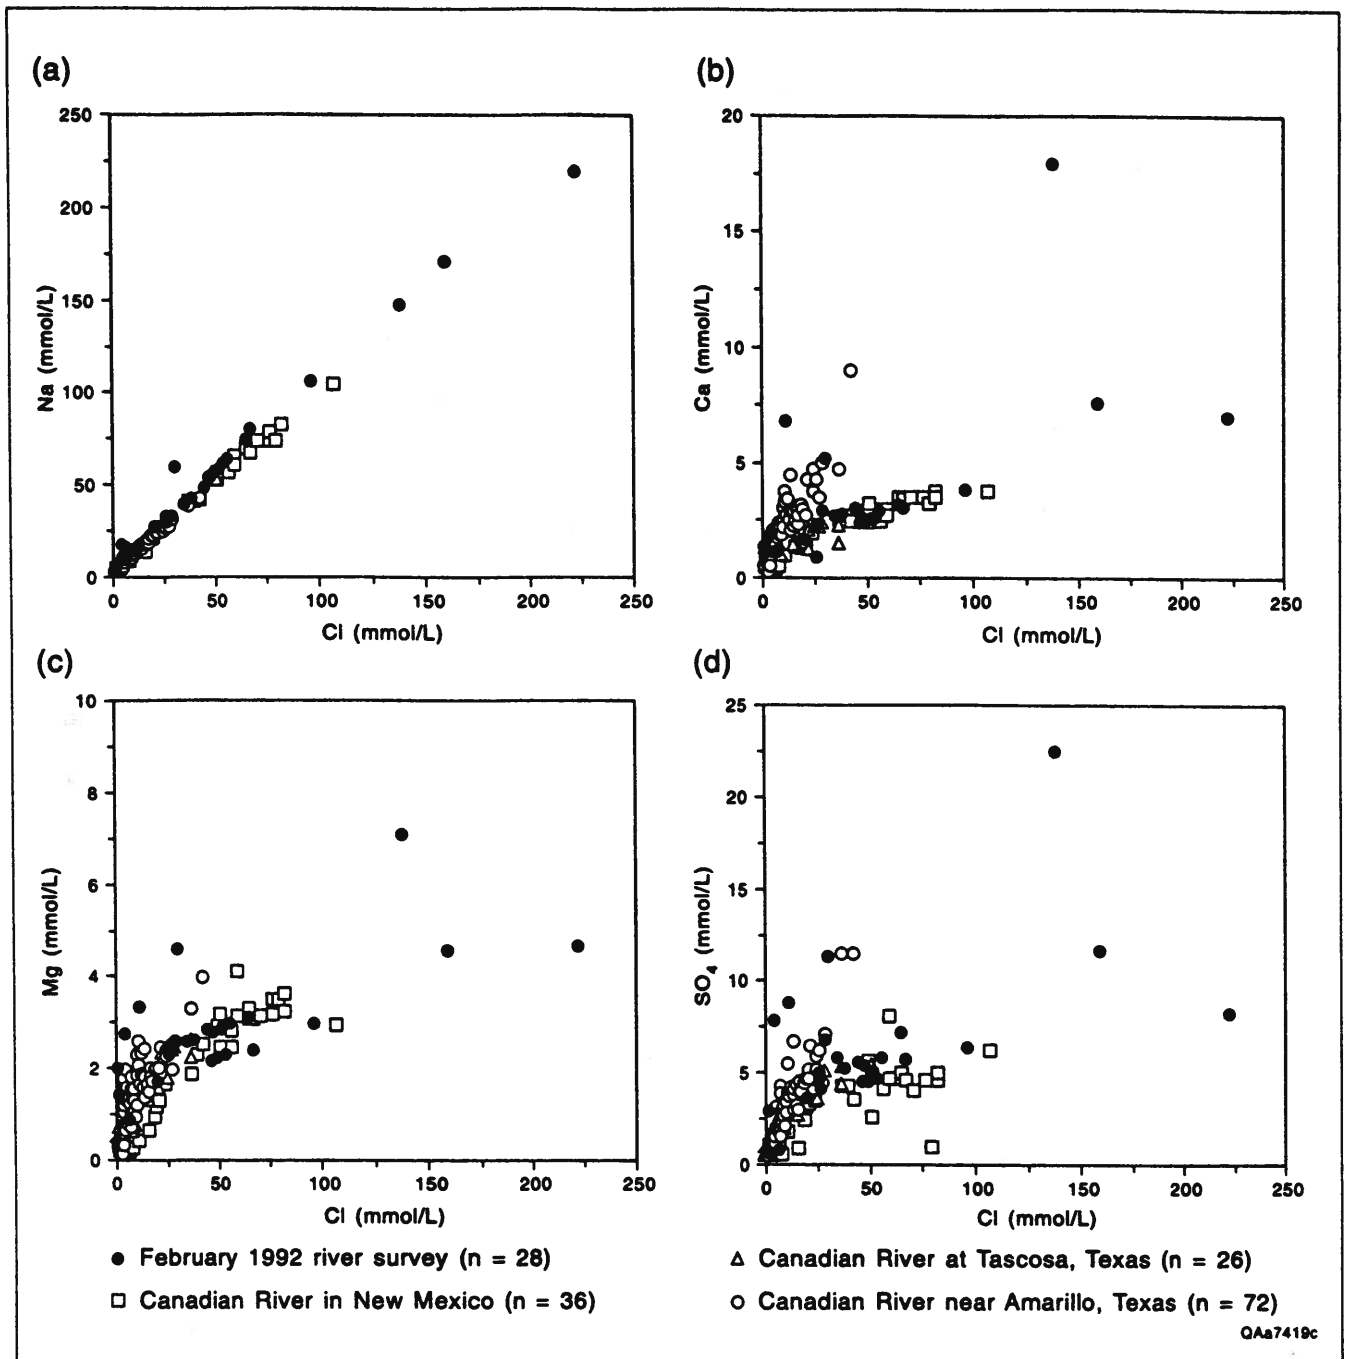 (a)
250
200
150
100
50
0
Na (mmol/L)
0 50 100 150 200 250
Cl (mmol/L)
(b)
20
15
10
5
0
Ca (mmol/L)
0 50 100 150 200 250
Cl (mmol/L)
(c)
10
8
6
4
2
0
Mg (mmol/L)
0 50 100 150 200 250
Cl (mmol/L)
(d)
25
20
15
10
5
0
SO4 (mmol/L)
0 50 100 150 200 250
Cl (mmol/L)
February 1992 river survey (n = 28)
Canadian River in New Mexico (n = 36)
Canadian River at Tascosa, Texas (n = 26)
Canadian River near Amarillo, Texas (n = 72)
QAa7419c